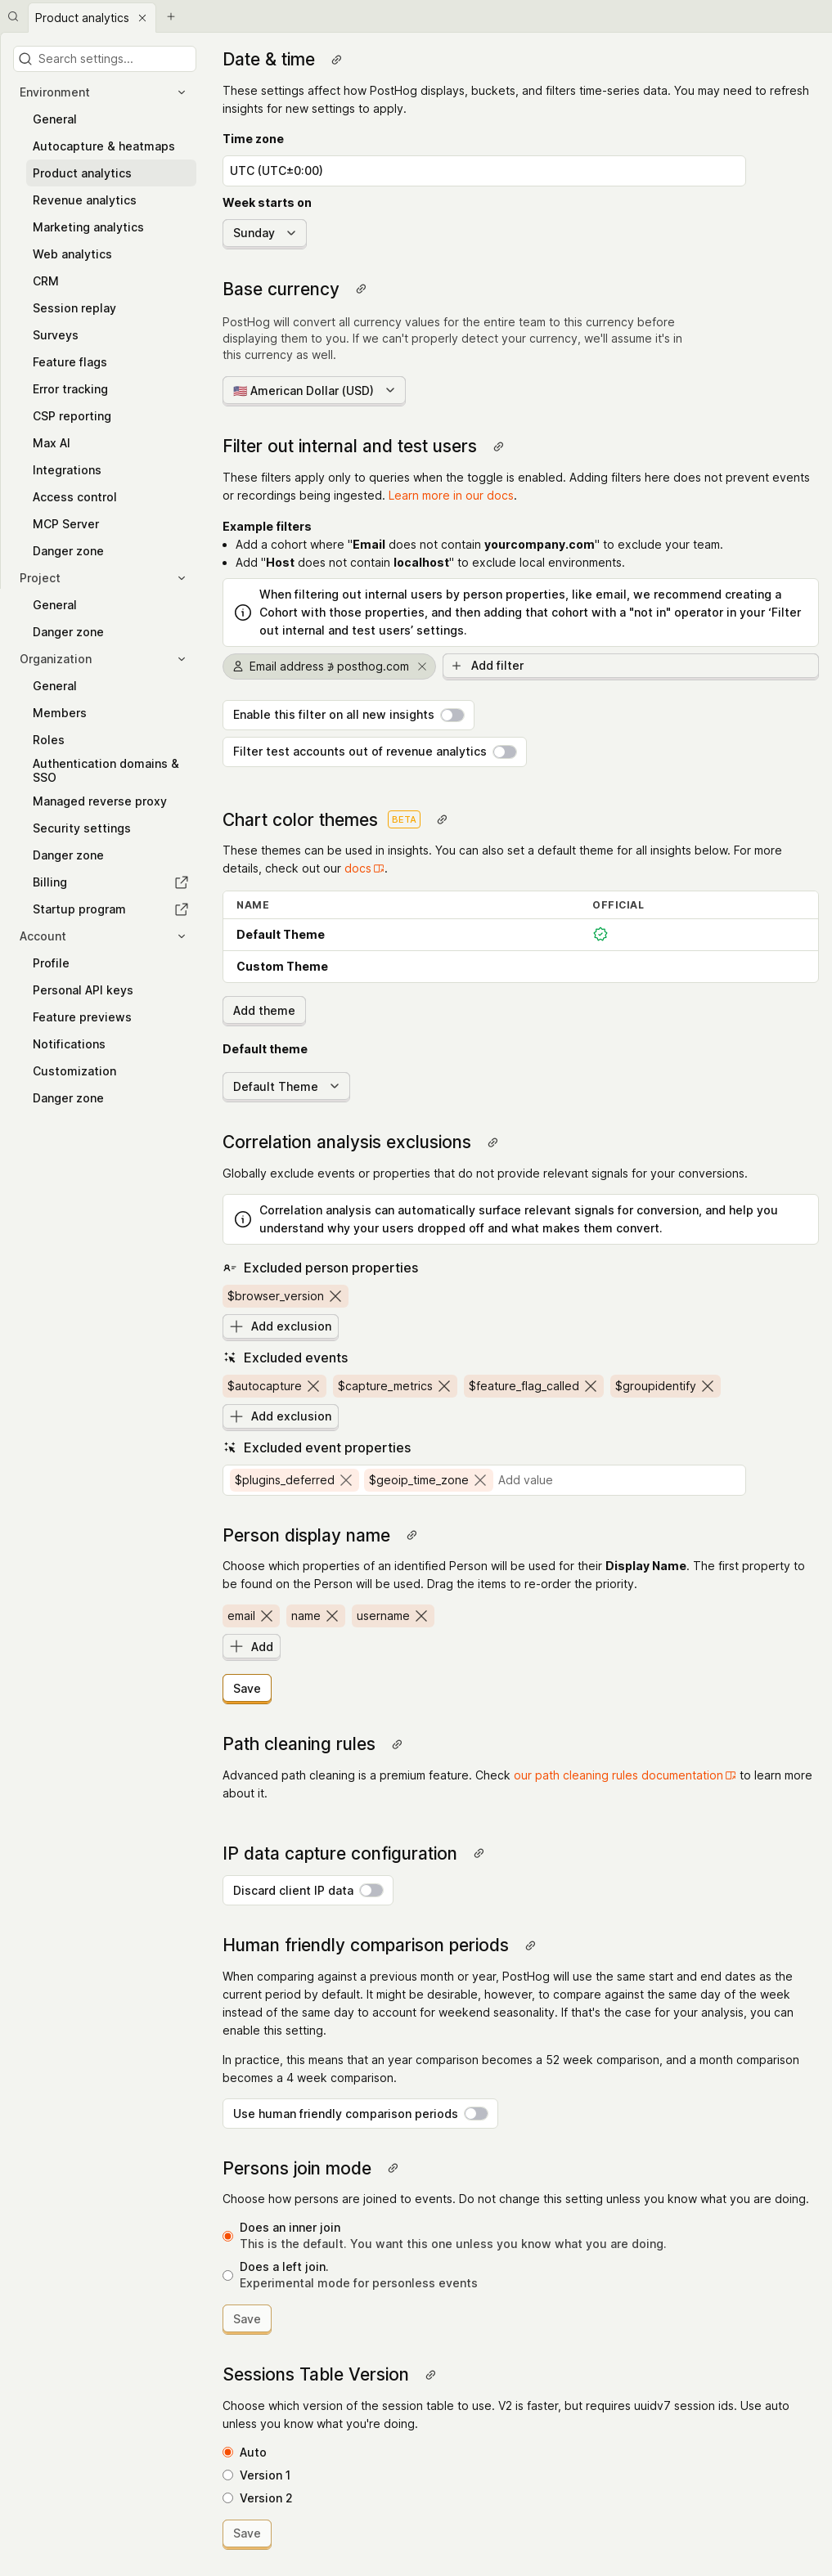 Product analytics
Search settings...
Environment
General
Autocapture & heatmaps
Product analytics
Revenue analytics
Marketing analytics
Web analytics
CRM
Session replay
Surveys
Feature flags
Error tracking
CSP reporting
Max AI
Integrations
Access control
MCP Server
Danger zone
Project
General
Danger zone
Organization
General
Members
Roles
Authentication domains &
SSO
Managed reverse proxy
Security settings
Danger zone
Billing
Startup program
Account
Profile
Personal API keys
Feature previews
Notifications
Customization
Danger zone
Date & time
These settings affect how PostHog displays, buckets, and filters time-series data. You may need to refresh
insights for new settings to apply.
Time zone
UTC (UTC±0:00)
Week starts on
Sunday
Base currency
PostHog will convert all currency values for the entire team to this currency before
displaying them to you. If we can't properly detect your currency, we'll assume it's in
this currency as well.
🇺🇸 American Dollar (USD)
Filter out internal and test users
These filters apply only to queries when the toggle is enabled. Adding filters here does not prevent events
or recordings being ingested. Learn more in our docs.
Example filters
• Add a cohort where "Email does not contain yourcompany.com" to exclude your team.
• Add "Host does not contain localhost" to exclude local environments.
When filtering out internal users by person properties, like email, we recommend creating a
Cohort with those properties, and then adding that cohort with a "not in" operator in your ‘Filter
out internal and test users’ settings.
Email address ∌ posthog.com
Add filter
Enable this filter on all new insights
Filter test accounts out of revenue analytics
Chart color themes BETA
These themes can be used in insights. You can also set a default theme for all insights below. For more
details, check out our docs.
NAME OFFICIAL
Default Theme
Custom Theme
Add theme
Default theme
Default Theme
Correlation analysis exclusions
Globally exclude events or properties that do not provide relevant signals for your conversions.
Correlation analysis can automatically surface relevant signals for conversion, and help you
understand why your users dropped off and what makes them convert.
Excluded person properties
$browser_version
Add exclusion
Excluded events
$autocapture $capture_metrics $feature_flag_called $groupidentify
Add exclusion
Excluded event properties
$plugins_deferred $geoip_time_zone Add value
Person display name
Choose which properties of an identified Person will be used for their Display Name. The first property to
be found on the Person will be used. Drag the items to re-order the priority.
email name username
Add
Save
Path cleaning rules
Advanced path cleaning is a premium feature. Check our path cleaning rules documentation to learn more
about it.
IP data capture configuration
Discard client IP data
Human friendly comparison periods
When comparing against a previous month or year, PostHog will use the same start and end dates as the
current period by default. It might be desirable, however, to compare against the same day of the week
instead of the same day to account for weekend seasonality. If that's the case for your analysis, you can
enable this setting.
In practice, this means that an year comparison becomes a 52 week comparison, and a month comparison
becomes a 4 week comparison.
Use human friendly comparison periods
Persons join mode
Choose how persons are joined to events. Do not change this setting unless you know what you are doing.
Does an inner join
This is the default. You want this one unless you know what you are doing.
Does a left join.
Experimental mode for personless events
Save
Sessions Table Version
Choose which version of the session table to use. V2 is faster, but requires uuidv7 session ids. Use auto
unless you know what you're doing.
Auto
Version 1
Version 2
Save